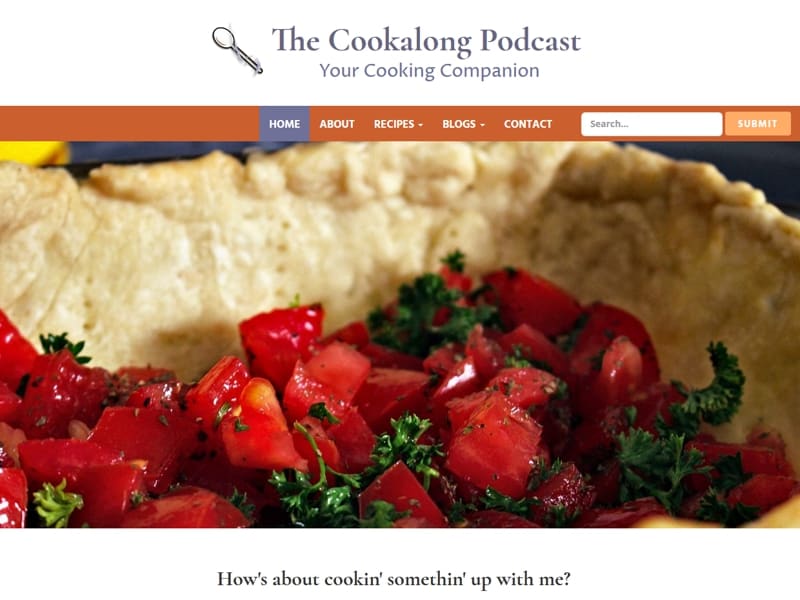 The Cookalong Podcast
Your Cooking Companion
HOME ABOUT RECIPES BLOGS CONTACT Search... SUBMIT
How's about cookin' somethin' up with me?